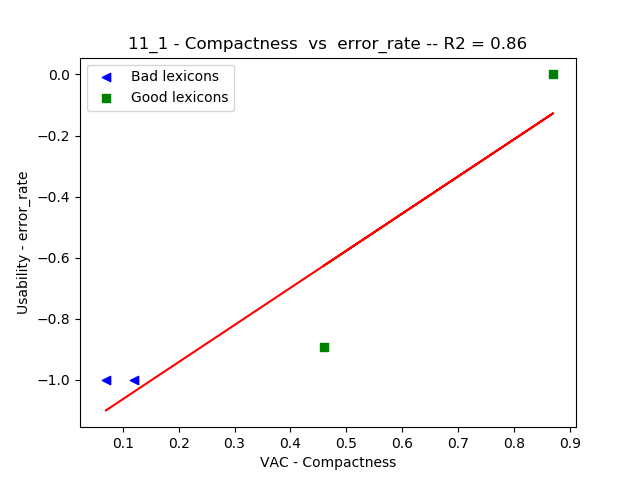 11_1 - Compactness  vs  error_rate -- R2 = 0.86
Bad lexicons
Good lexicons
Usability - error_rate
0.0
−0.2
−0.4
−0.6
−0.8
−1.0
0.1 0.2 0.3 0.4 0.5 0.6 0.7 0.8 0.9
VAC - Compactness